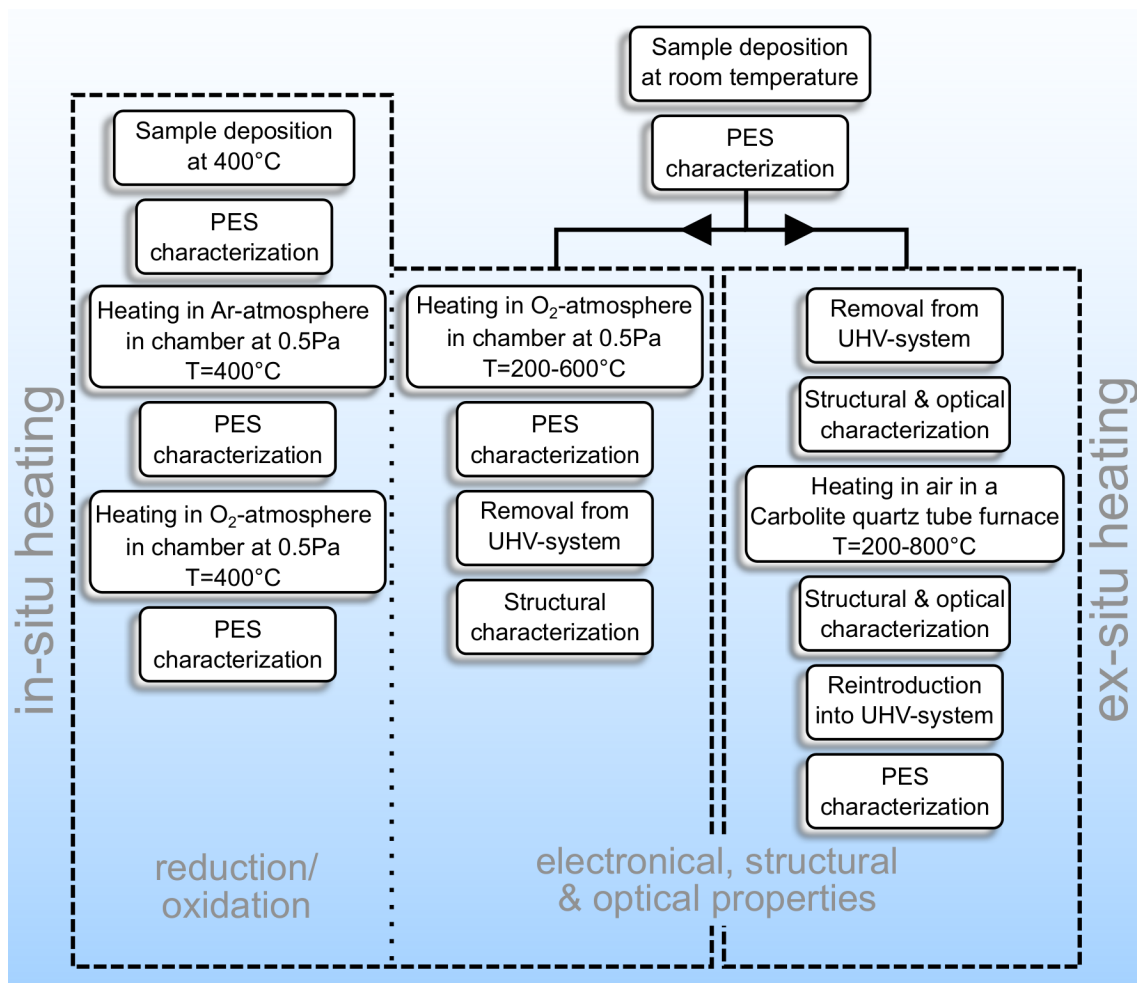 Sample deposition
at room temperature
PES
characterization
in-situ heating
Sample deposition
at 400°C
PES
characterization
Heating in Ar-atmosphere
in chamber at 0.5Pa
T=400°C
PES
characterization
Heating in O₂-atmosphere
in chamber at 0.5Pa
T=400°C
PES
characterization
reduction/
oxidation
Heating in O₂-atmosphere
in chamber at 0.5Pa
T=200-600°C
PES
characterization
Removal from
UHV-system
Structural
characterization
Removal from
UHV-system
Structural & optical
characterization
Heating in air in a
Carbolite quartz tube furnace
T=200-800°C
Structural & optical
characterization
Reintroduction
into UHV-system
PES
characterization
electronical, structural
& optical properties
ex-situ heating